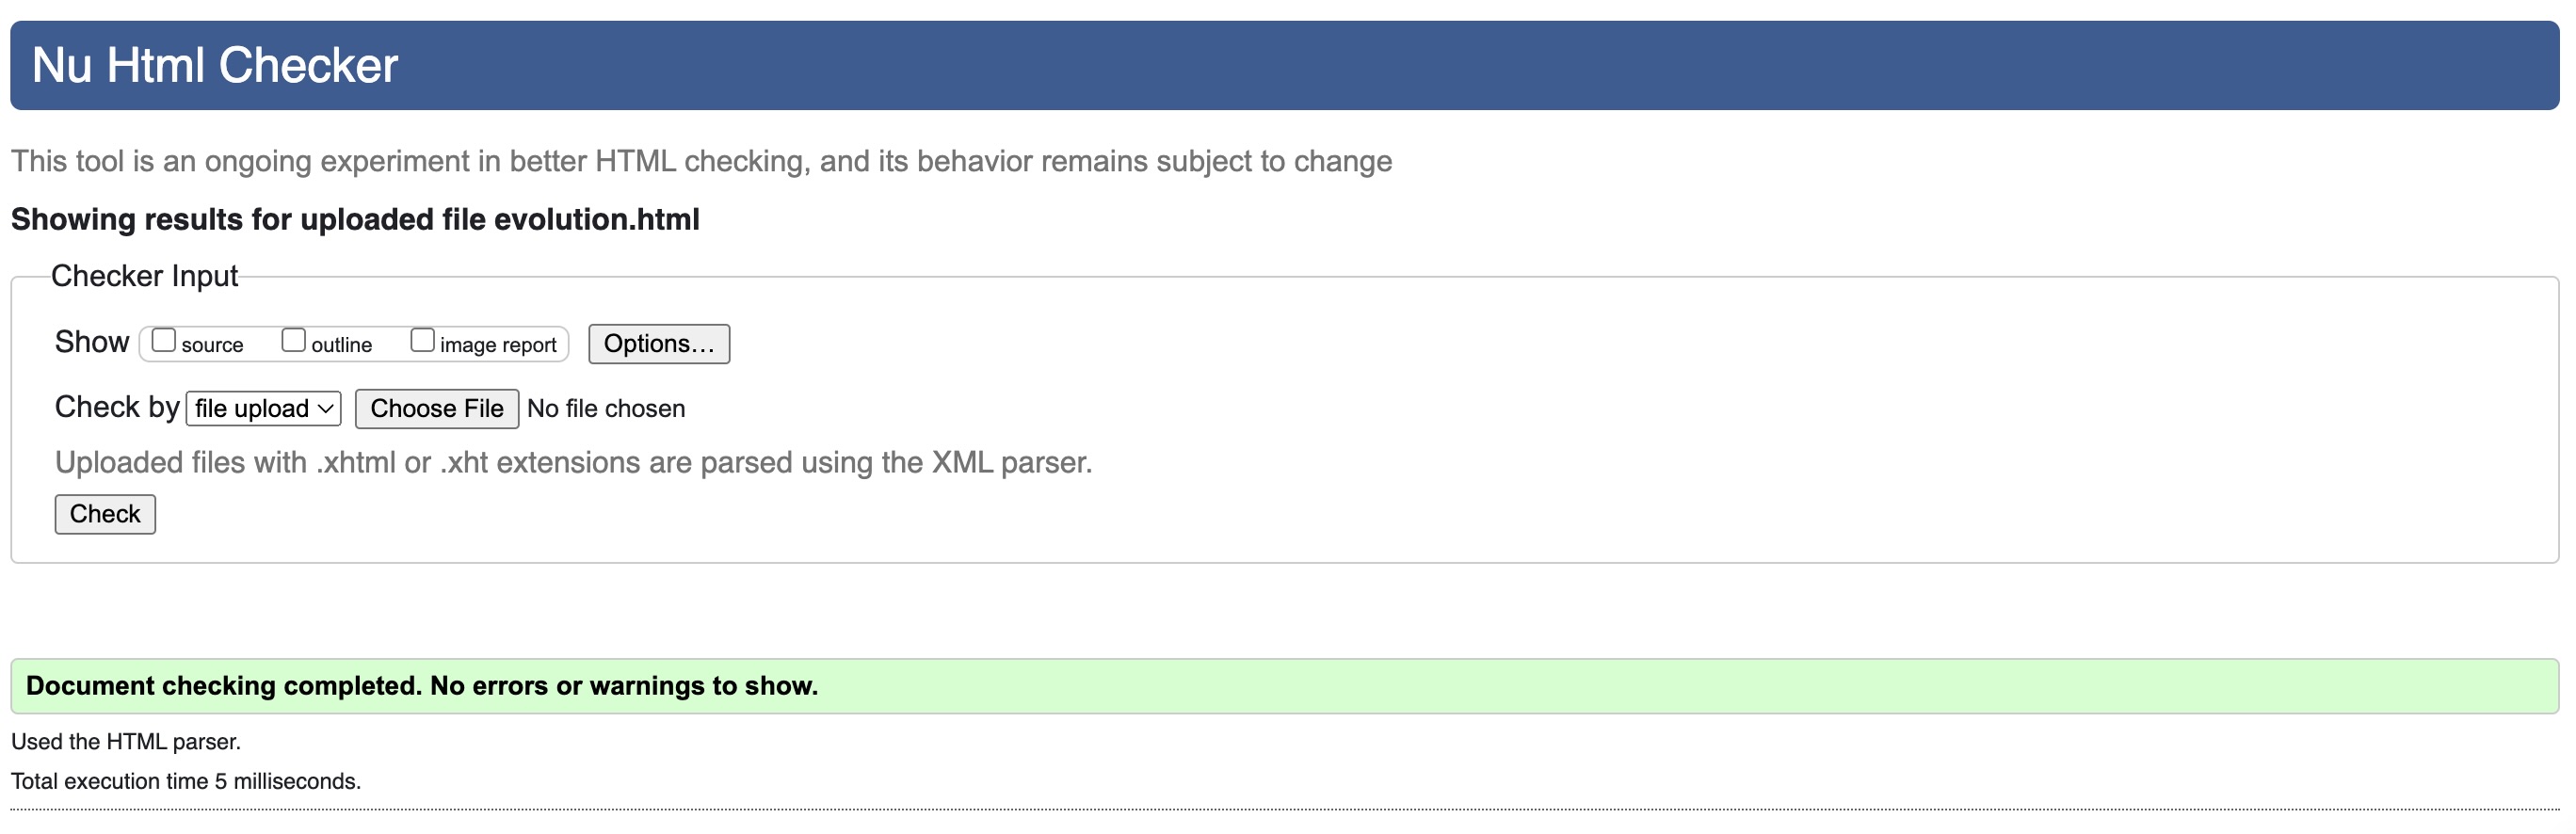 Nu Html Checker
This tool is an ongoing experiment in better HTML checking, and its behavior remains subject to change
Showing results for uploaded file evolution.html
Checker Input
Show source outline image report Options...
Check by file upload Choose File No file chosen
Uploaded files with .xhtml or .xht extensions are parsed using the XML parser.
Check
Document checking completed. No errors or warnings to show.
Used the HTML parser.
Total execution time 5 milliseconds.